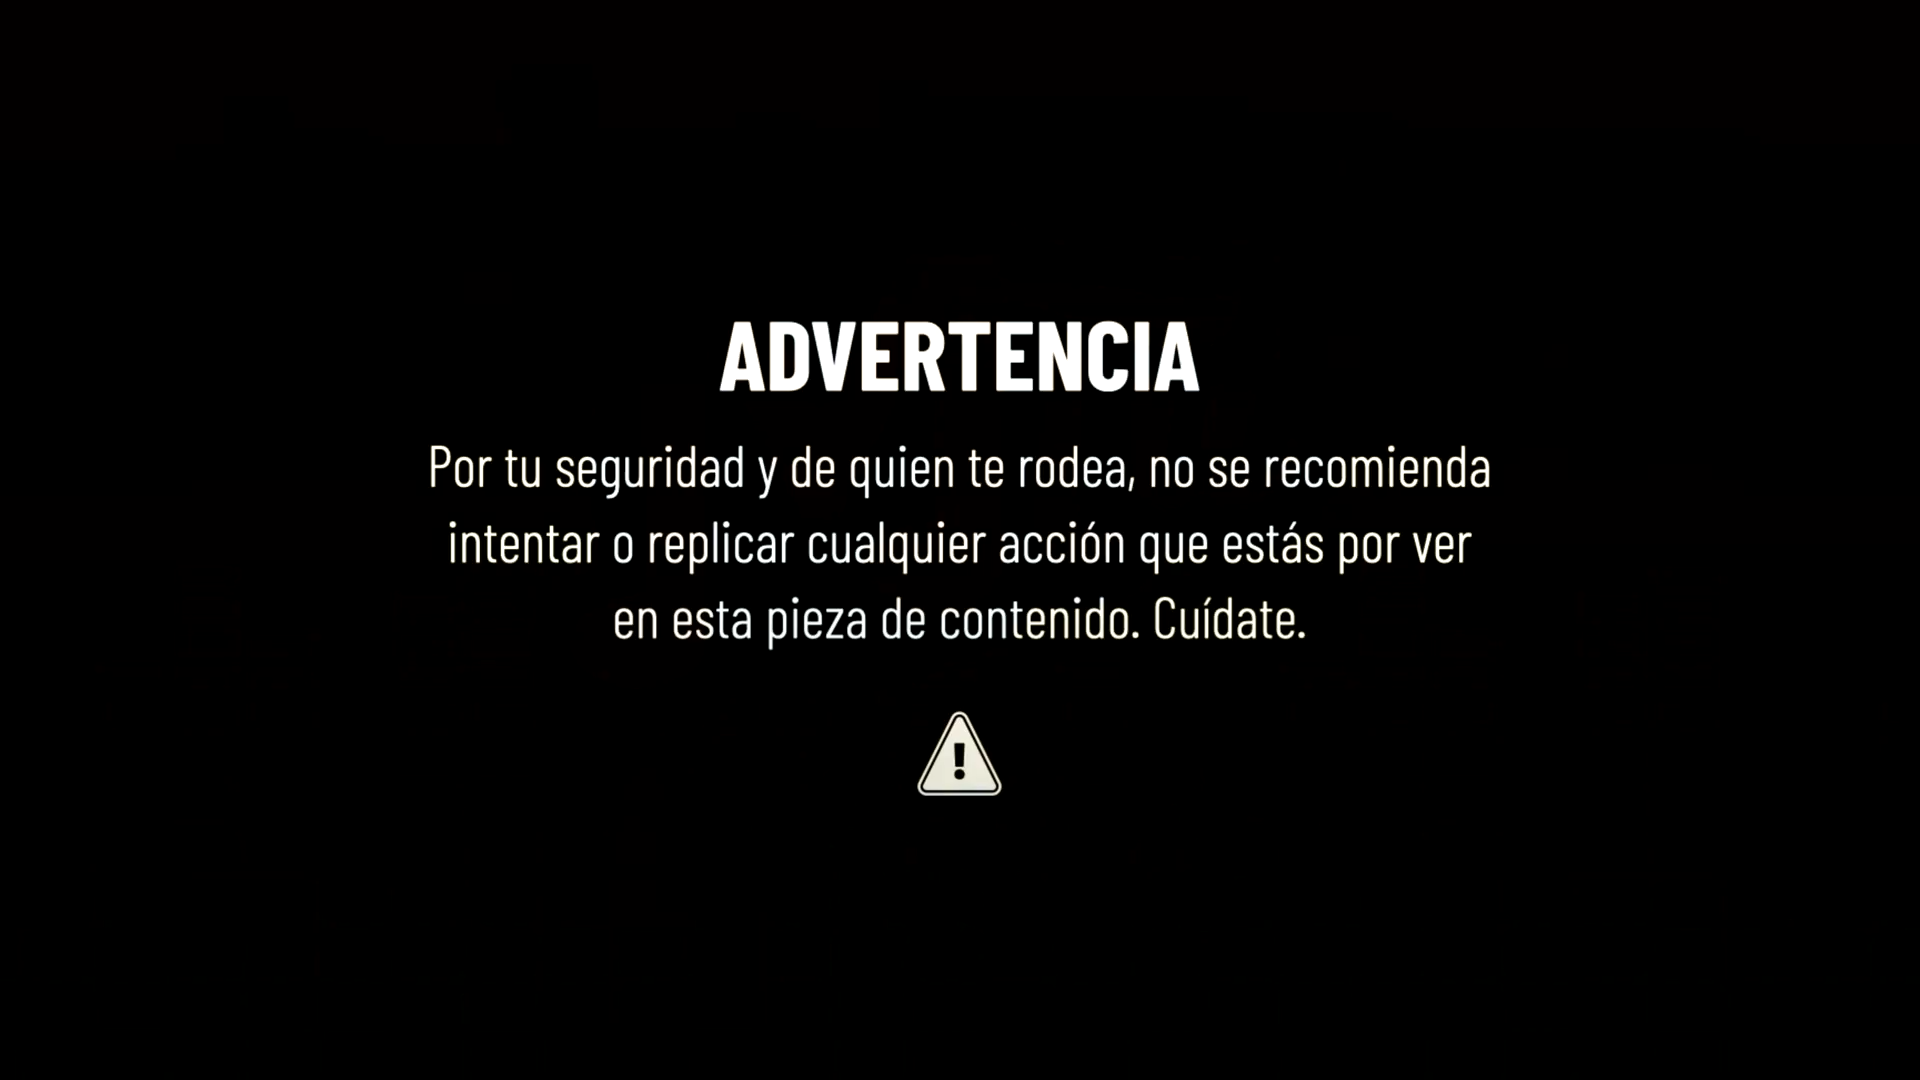 ADVERTENCIA
Por tu seguridad y de quien te rodea, no se recomienda
intentar o replicar cualquier acción que estás por ver
en esta pieza de contenido. Cuídate.
!